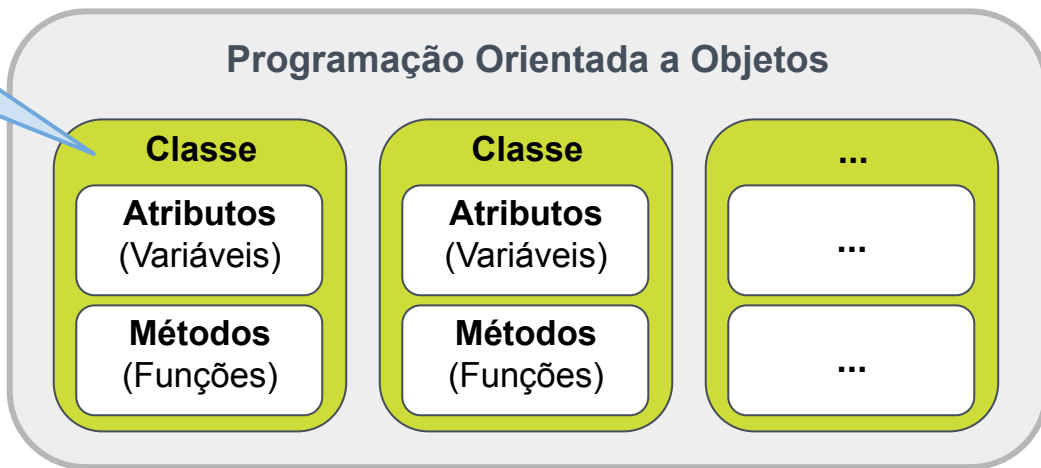 Programação Orientada a Objetos
Classe
Atributos
(Variáveis)
Métodos
(Funções)
Classe
Atributos
(Variáveis)
Métodos
(Funções)
...
...
...